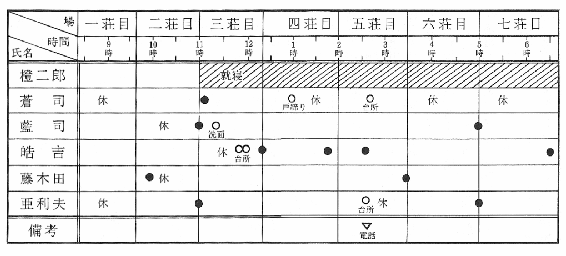 場 一荘目 二荘目 三荘目 四荘目 五荘目 六荘目 七荘目
時間 9時 10時 11時 12時 1時 2時 3時 4時 5時 6時
氏名
橙二郎 就寝
蒼司 休 戸締り 休 台所 休 休
藍司 休 洗面
皓吉 休 台所
藤木田 休
亜利夫 休 台所 休
備考 電話